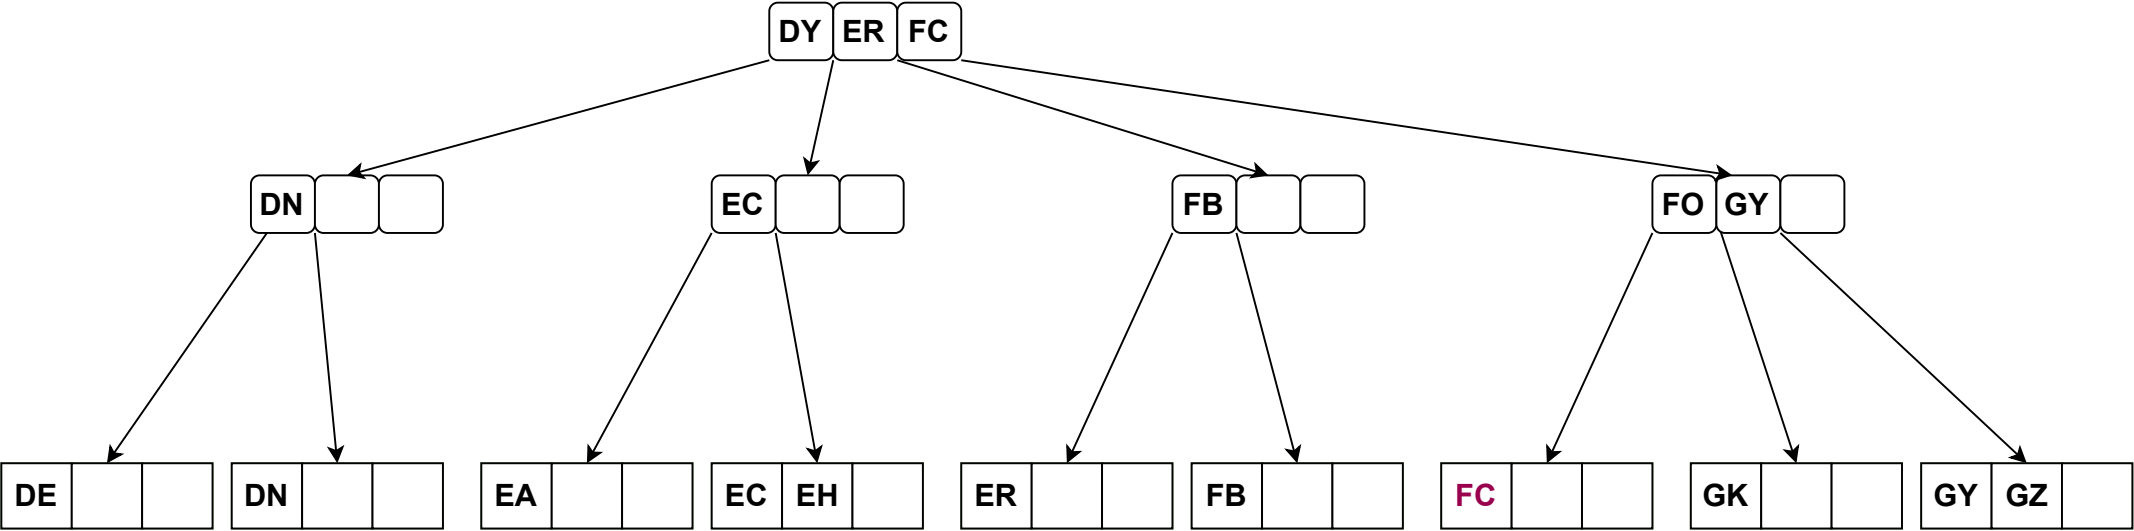 DY ER FC
DN EC FB FO GY
DE DN EA EC EH ER FB FC GK GY GZ